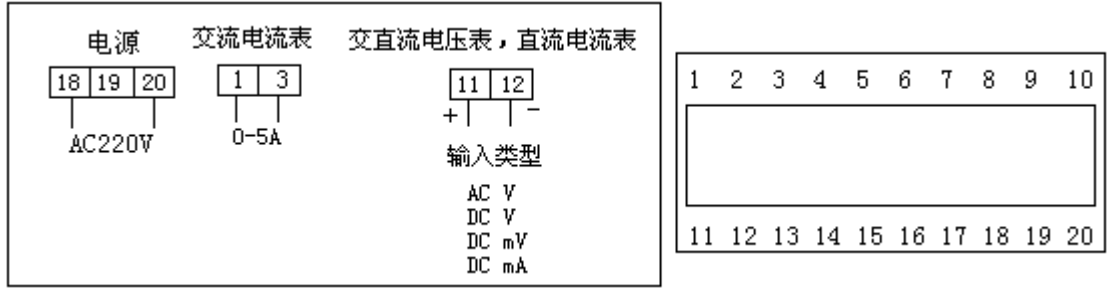 电源
18 19 20
AC220V
交流电流表
1 3
0-5A
交直流电压表，直流电流表
11 12
+ -
输入类型
AC V
DC V
DC mV
DC mA
1 2 3 4 5 6 7 8 9 10
11 12 13 14 15 16 17 18 19 20